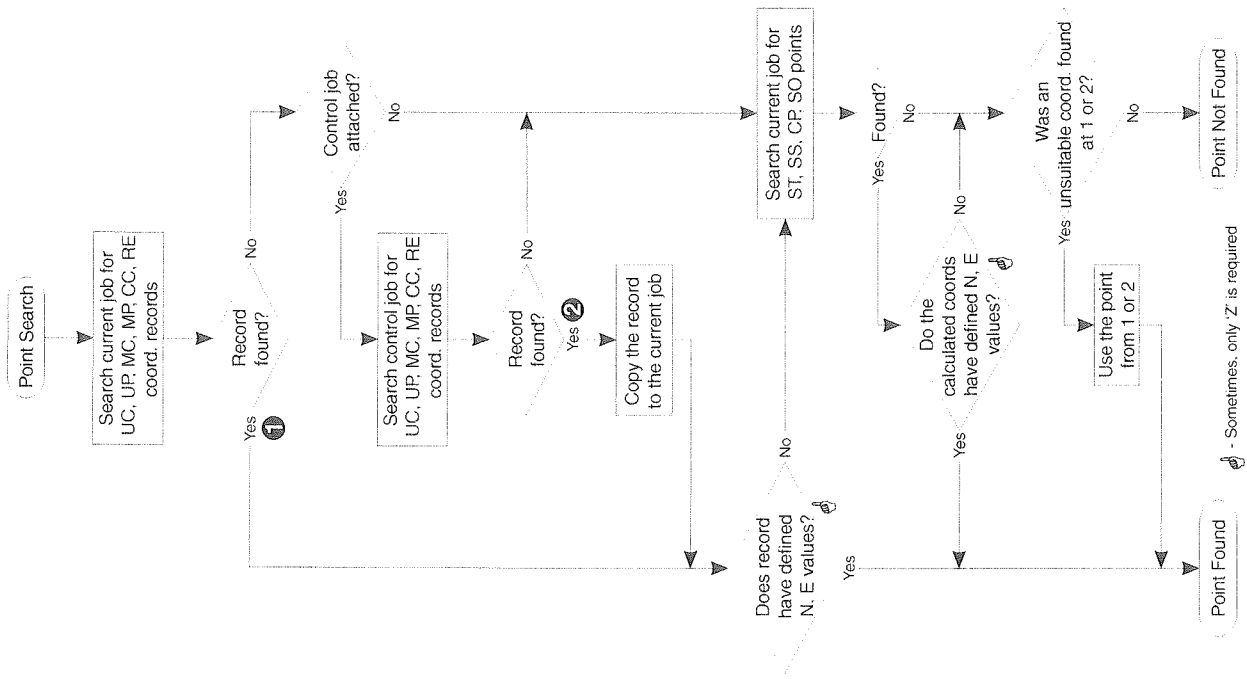 Point Search
Search current job for
UC, UP, MC, MP, CC, RE
coord. records
Record
found?
Yes
❶
No
Control job
attached?
Yes
No
Search control job for
UC, UP, MC, MP, CC, RE
coord. records
Record
found?
No
Yes ❷
Copy the record
to the current job
Does record
have defined
N, E values?
No
Yes
Search current job for
ST, SS, CP, SO points
Found?
Yes
No
Do the
calculated coords
have defined N, E
values?
Yes
No
Was an
unsuitable coord. found
at 1 or 2?
Yes
No
Use the point
from 1 or 2
Point Found
Point Not Found
- Sometimes, only 'Z' is required